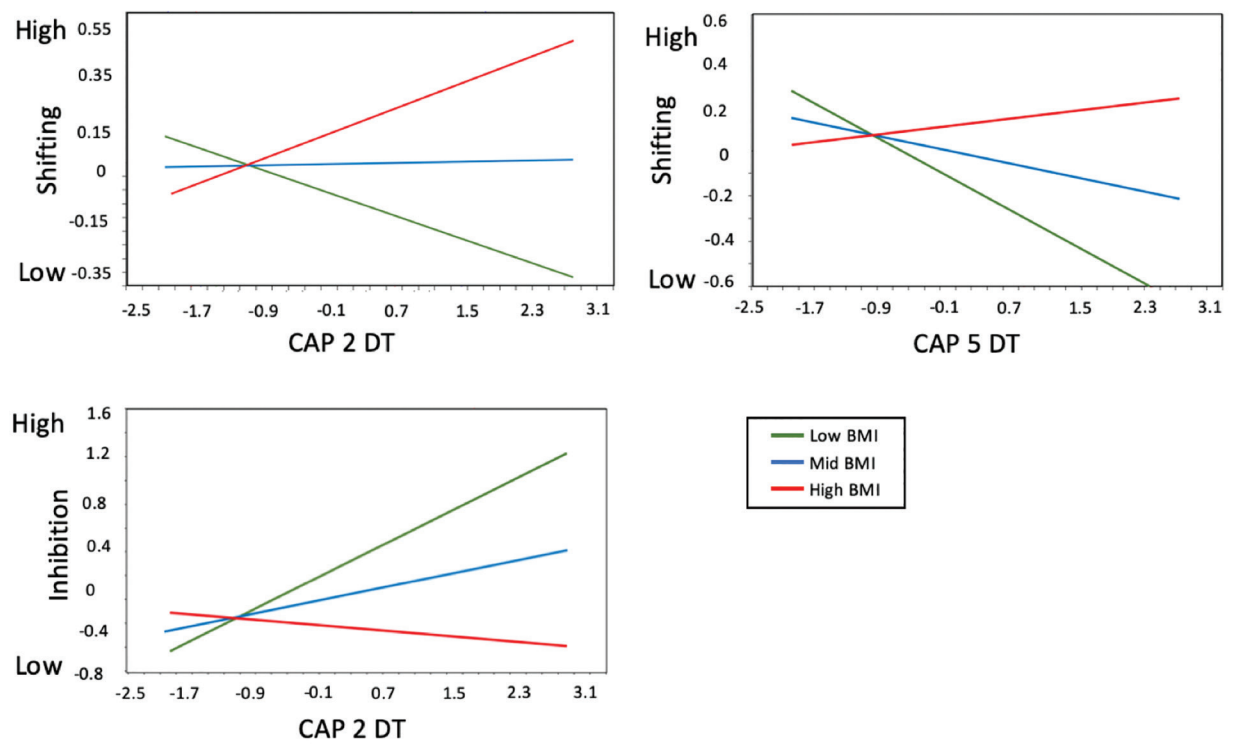 High
0.55
0.35
0.15
0
-0.15
Low -0.35
Shifting
-2.5 -1.7 -0.9 -0.1 0.7 1.5 2.3 3.1
CAP 2 DT
0.6
High
0.4
0.2
0
-0.2
-0.4
Low -0.6
Shifting
-2.5 -1.7 -0.9 -0.1 0.7 1.5 2.3 3.1
CAP 5 DT
High
1.6
1.2
0.8
0.4
0
-0.4
Low -0.8
Inhibition
-2.5 -1.7 -0.9 -0.1 0.7 1.5 2.3 3.1
CAP 2 DT
Low BMI
Mid BMI
High BMI